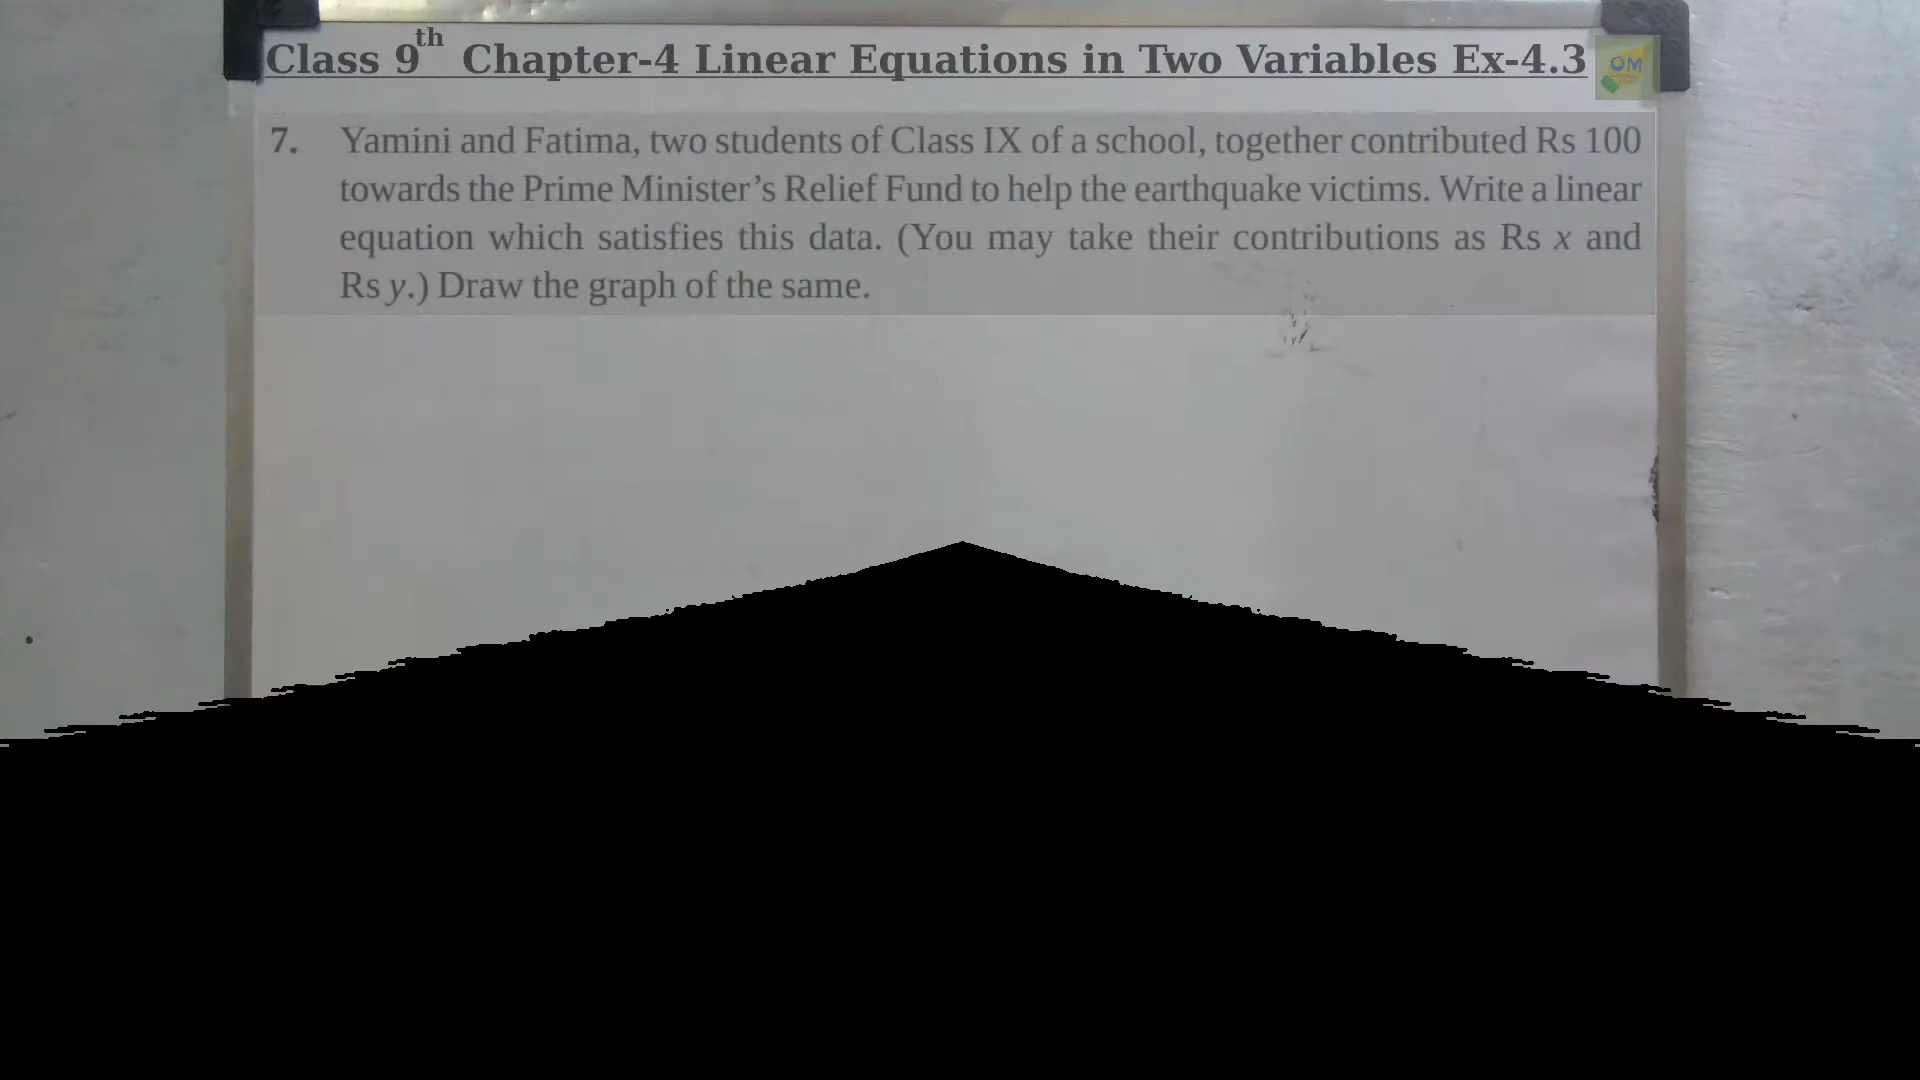 Class 9th Chapter-4 Linear Equations in Two Variables Ex-4.3
OM
7. Yamini and Fatima, two students of Class IX of a school, together contributed Rs 100
towards the Prime Minister’s Relief Fund to help the earthquake victims. Write a linear
equation which satisfies this data. (You may take their contributions as Rs x and
Rs y.) Draw the graph of the same.